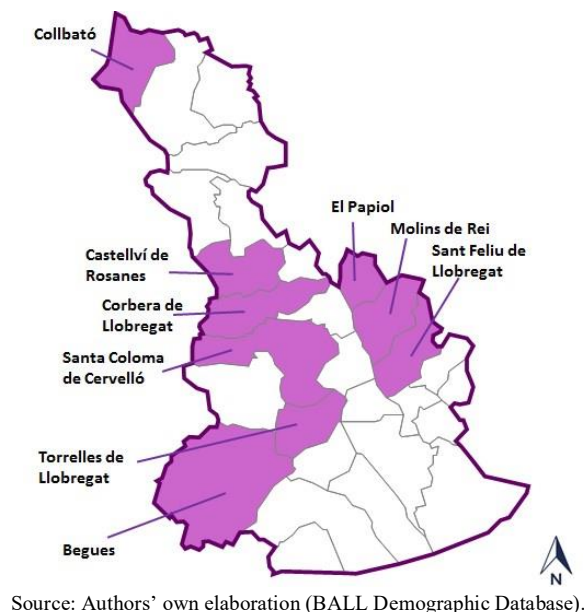 Collbató
El Papiol
Molins de Rei
Sant Feliu de
Llobregat
Castellví de
Rosanes
Corbera de
Llobregat
Santa Coloma
de Cervelló
Torrelles de
Llobregat
Begues
N
Source: Authors’ own elaboration (BALL Demographic Database).